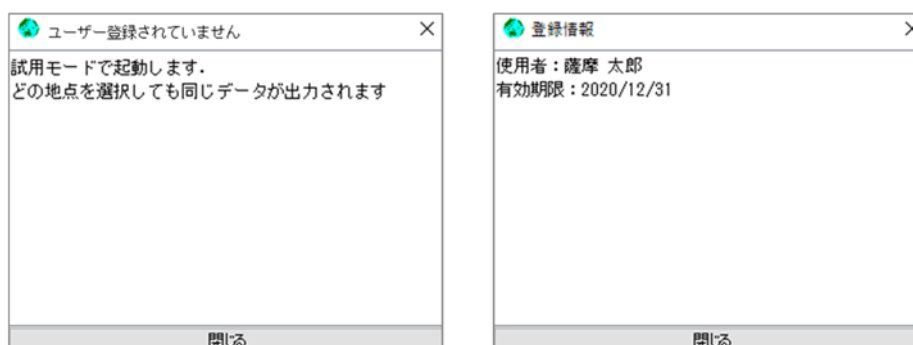 ユーザー登録されていません
試用モードで起動します.
どの地点を選択しても同じデータが出力されます
閉じる
登録情報
使用者：薩摩 太郎
有効期限：2020/12/31
閉じる